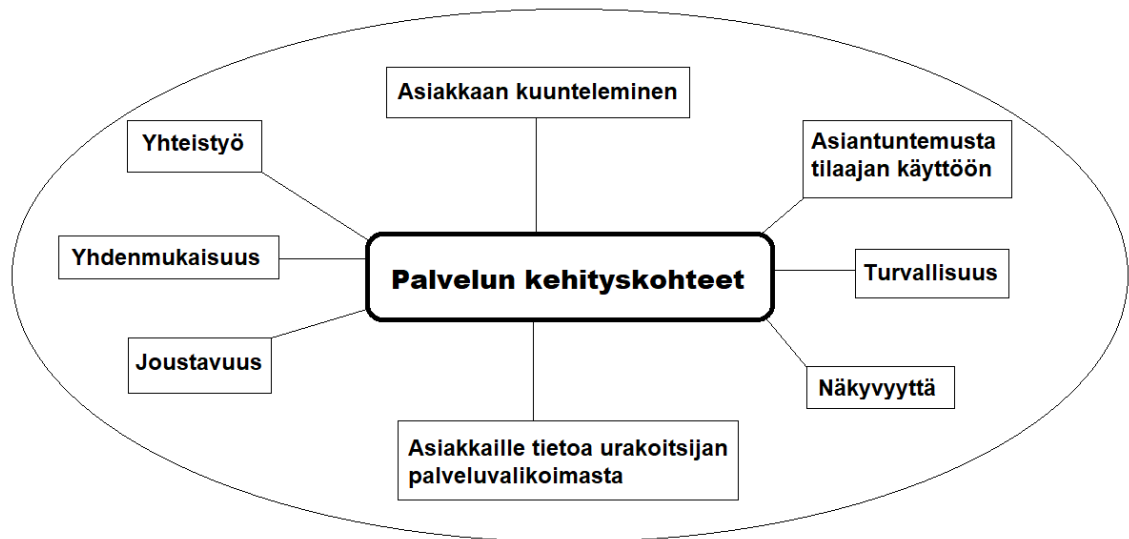 Asiakkaan kuunteleminen
Yhteistyö
Asiantuntemusta
tilaajan käyttöön
Yhdenmukaisuus
Palvelun kehityskohteet
Turvallisuus
Joustavuus
Näkyvyyttä
Asiakkaille tietoa urakoitsijan
palveluvalikoimasta